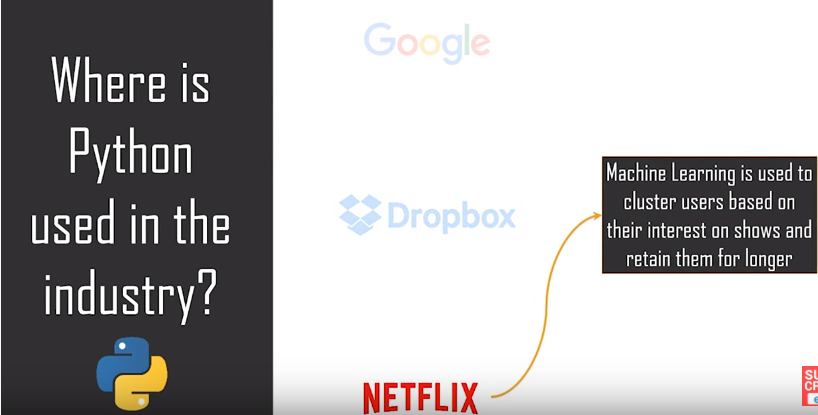 Where is
Python
used in the
industry?
Google
Dropbox
Machine Learning is used to
cluster users based on
their interest on shows and
retain them for longer
NETFLIX
SU